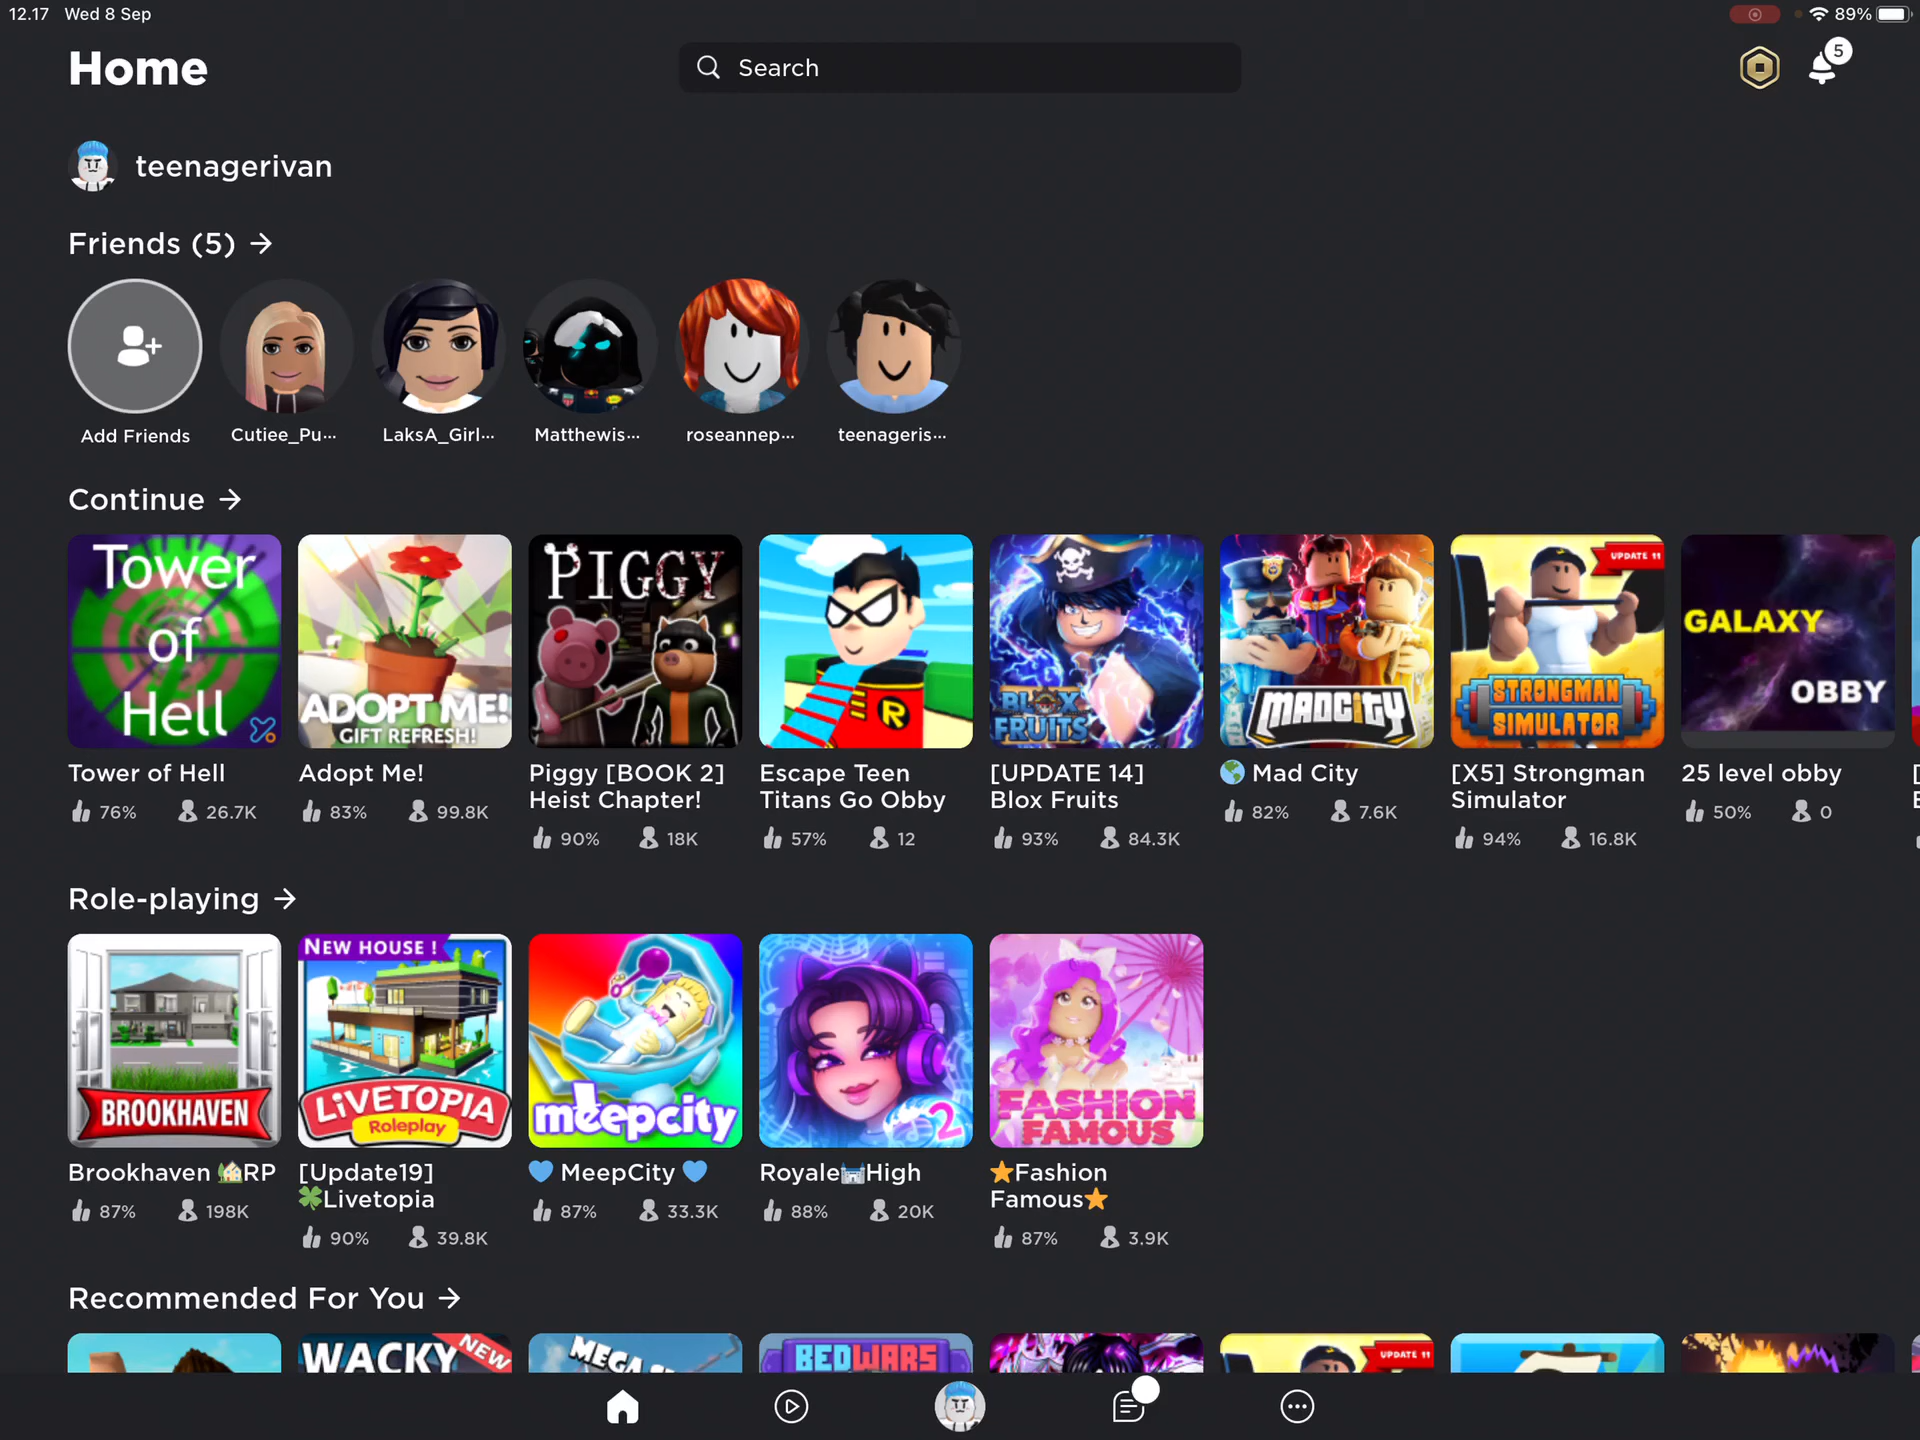 12.17 Wed 8 Sep
89%
Home
Search
5
teenagerivan
Friends (5) →
Add Friends
Cutiee_Pu...
LaksA_Girl...
Matthewis...
roseannep...
teenageris...
Continue →
Tower
of
Hell
ADOPT ME!
GIFT REFRESH!
PIGGY
R
BLOX
FRUITS
MADCITY
UPDATE 11
STRONGMAN
SIMULATOR
GALAXY
OBBY
Tower of Hell
76% 26.7K
Adopt Me!
83% 99.8K
Piggy [BOOK 2]
Heist Chapter!
90% 18K
Escape Teen
Titans Go Obby
57% 12
[UPDATE 14]
Blox Fruits
93% 84.3K
🌎 Mad City
82% 7.6K
[X5] Strongman
Simulator
94% 16.8K
25 level obby
50% 0
Role-playing →
BROOKHAVEN
NEW HOUSE !
LIVETOPIA
Roleplay
meepcity
2
FASHION
FAMOUS
Brookhaven 🏡RP
87% 198K
[Update19]
🍀Livetopia
90% 39.8K
💙 MeepCity 💙
87% 33.3K
Royale🏰High
88% 20K
⭐Fashion
Famous⭐
87% 3.9K
Recommended For You →
WACKY
NEW
MEGA
BEDWARS
UPDATE 11